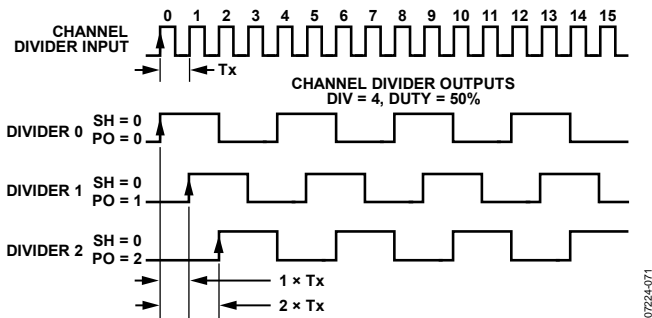 0 1 2 3 4 5 6 7 8 9 10 11 12 13 14 15
CHANNEL
DIVIDER INPUT
Tx
CHANNEL DIVIDER OUTPUTS
DIV = 4, DUTY = 50%
DIVIDER 0
SH = 0
PO = 0
DIVIDER 1
SH = 0
PO = 1
DIVIDER 2
SH = 0
PO = 2
1 × Tx
2 × Tx
07224-071